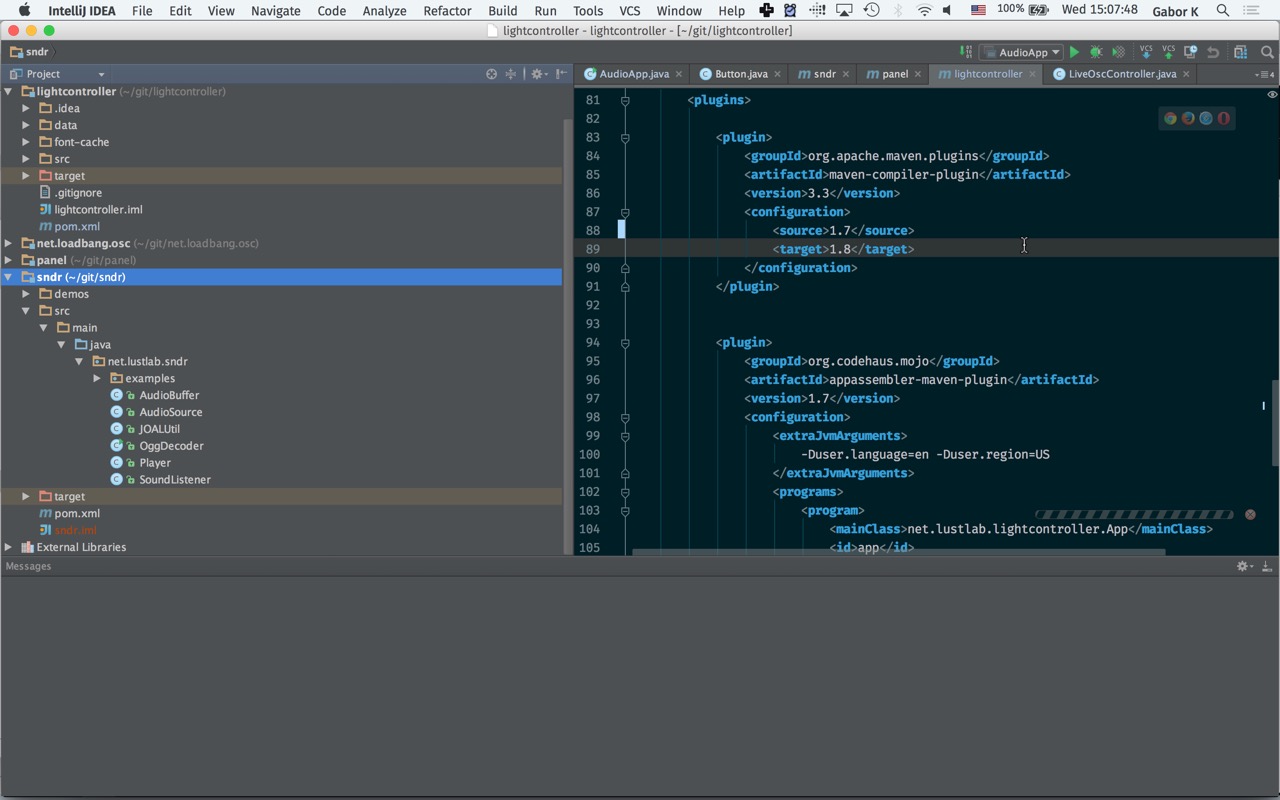 IntelliJ IDEA File Edit View Navigate Code Analyze Refactor Build Run Tools VCS Window Help 100% Wed 15:07:48 Gabor K
lightcontroller - lightcontroller - [~/git/lightcontroller]
sndr AudioApp VCS VCS
Project AudioApp.java Button.java sndr panel lightcontroller LiveOscController.java 4
lightcontroller (~/git/lightcontroller)
.idea
data
font-cache
src
target
.gitignore
lightcontroller.iml
pom.xml
net.loadbang.osc (~/git/net.loadbang.osc)
panel (~/git/panel)
sndr (~/git/sndr)
demos
src
main
java
net.lustlab.sndr
examples
AudioBuffer
AudioSource
JOALUtil
OggDecoder
Player
SoundListener
target
pom.xml
sndr.iml
External Libraries
81 <plugins>
82
83 <plugin>
84 <groupId>org.apache.maven.plugins</groupId>
85 <artifactId>maven-compiler-plugin</artifactId>
86 <version>3.3</version>
87 <configuration>
88 <source>1.7</source>
89 <target>1.8</target>
90 </configuration>
91 </plugin>
92
93
94 <plugin>
95 <groupId>org.codehaus.mojo</groupId>
96 <artifactId>appassembler-maven-plugin</artifactId>
97 <version>1.7</version>
98 <configuration>
99 <extraJvmArguments>
100 -Duser.language=en -Duser.region=US
101 </extraJvmArguments>
102 <programs>
103 <program>
104 <mainClass>net.lustlab.lightcontroller.App</mainClass>
105 <id>app</id>
Messages